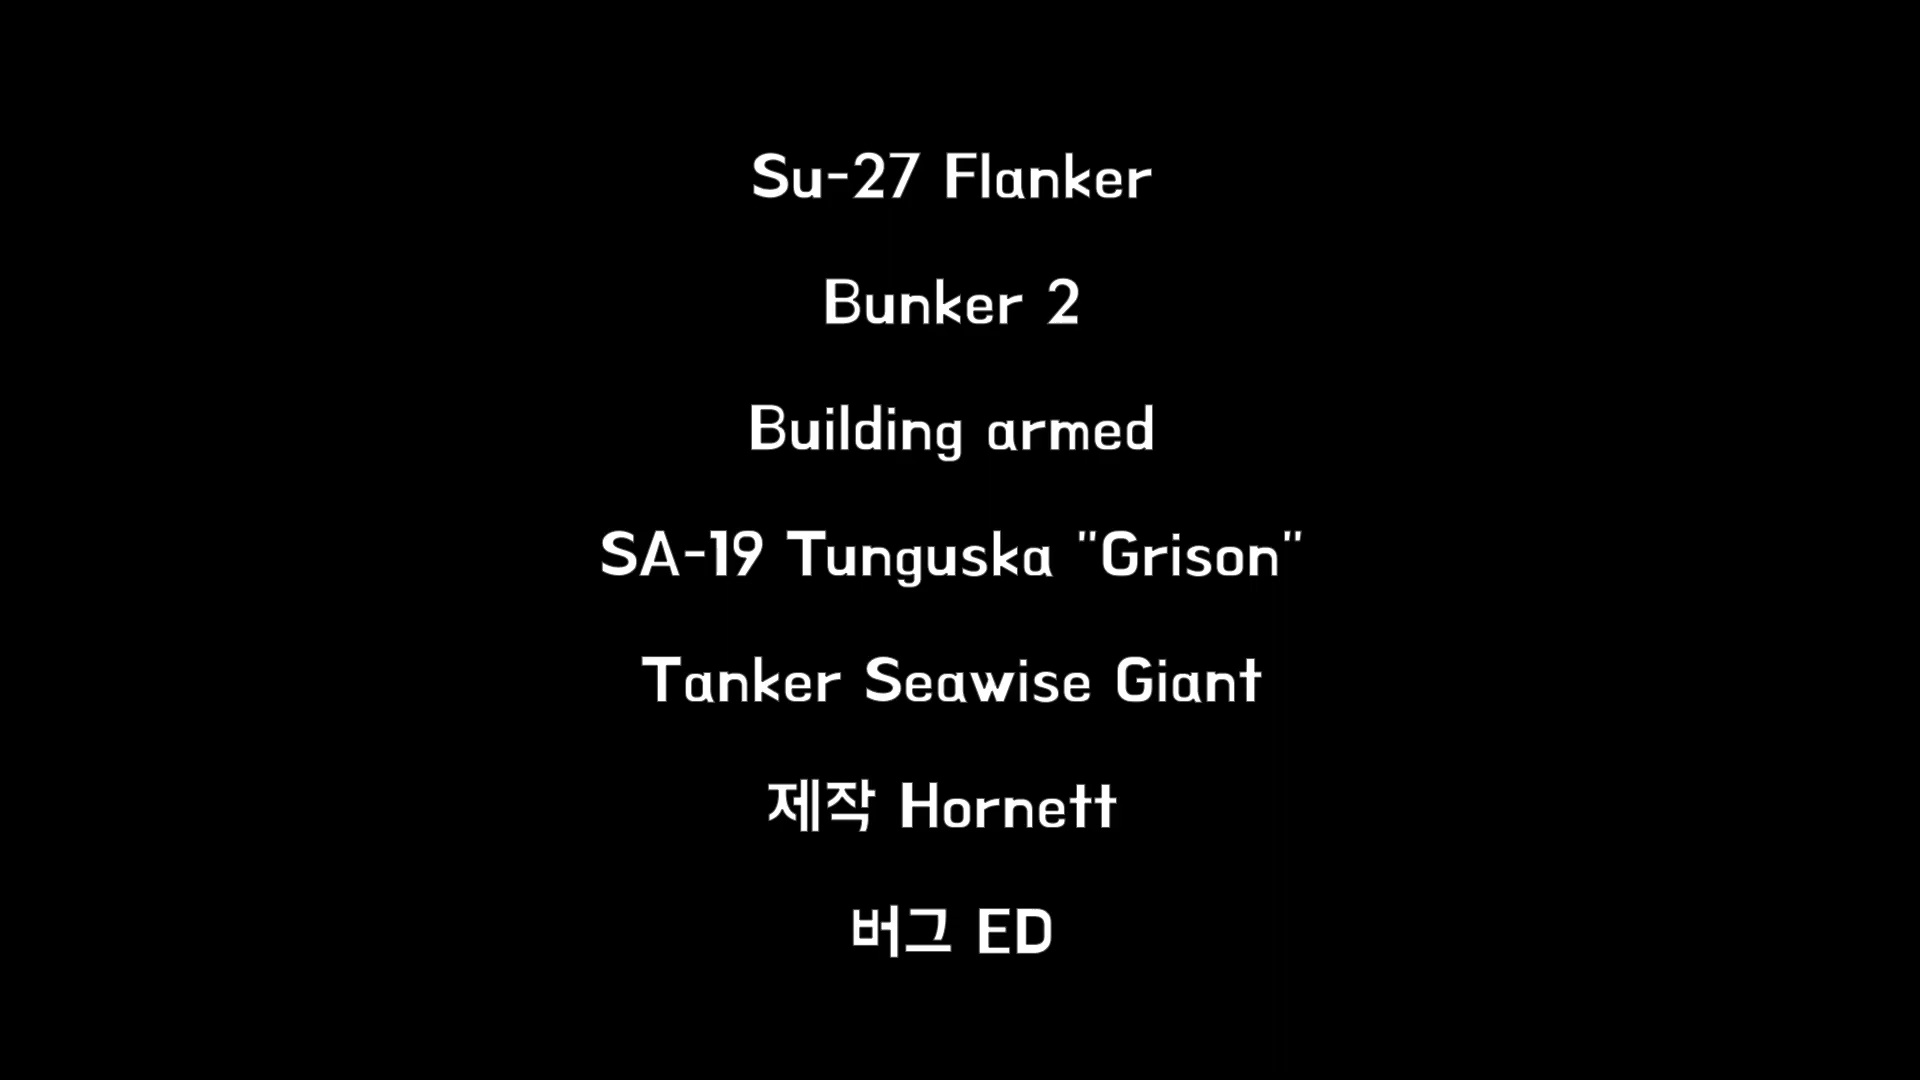 Su-27 Flanker
Bunker 2
Building armed
SA-19 Tunguska "Grison"
Tanker Seawise Giant
제작 Hornett
버그 ED